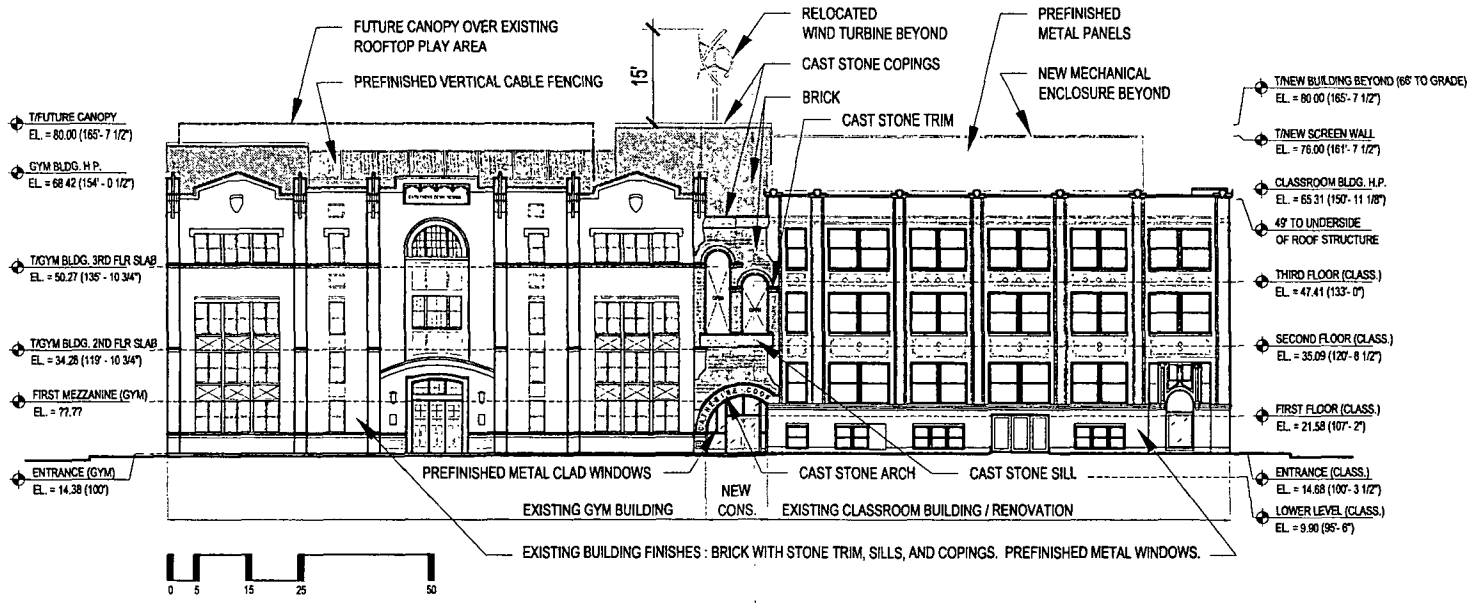 FUTURE CANOPY OVER EXISTING
ROOFTOP PLAY AREA
PREFINISHED VERTICAL CABLE FENCING
15'
RELOCATED
WIND TURBINE BEYOND
CAST STONE COPINGS
BRICK
CAST STONE TRIM
PREFINISHED
METAL PANELS
NEW MECHANICAL
ENCLOSURE BEYOND
T/FUTURE CANOPY
EL. = 80.00 (165'- 7 1/2")
GYM BLDG. H.P.
EL. = 68.42 (154' - 0 1/2")
T/GYM BLDG. 3RD FLR SLAB
EL. = 50.27 (135' - 10 3/4")
T/GYM BLDG. 2ND FLR SLAB
EL. = 34.28 (119' - 10 3/4")
FIRST MEZZANINE (GYM)
EL. = ??.??
ENTRANCE (GYM)
EL. = 14.38 (100')
T/NEW BUILDING BEYOND (66' TO GRADE)
EL. = 80.00 (165'- 7 1/2")
T/NEW SCREEN WALL
EL. = 76.00 (161'- 7 1/2")
CLASSROOM BLDG. H.P.
EL. = 65.31 (150'- 11 1/8")
49' TO UNDERSIDE
OF ROOF STRUCTURE
THIRD FLOOR (CLASS.)
EL. = 47.41 (133'- 0")
SECOND FLOOR (CLASS.)
EL. = 35.09 (120'- 8 1/2")
FIRST FLOOR (CLASS.)
EL. = 21.58 (107'- 2")
ENTRANCE (CLASS.)
EL. = 14.68 (100'- 3 1/2")
LOWER LEVEL (CLASS.)
EL. = 9.90 (95'- 6")
OPEN
OPEN
PREFINISHED METAL CLAD WINDOWS
CAST STONE ARCH
CAST STONE SILL
EXISTING GYM BUILDING
NEW
CONS.
EXISTING CLASSROOM BUILDING / RENOVATION
EXISTING BUILDING FINISHES : BRICK WITH STONE TRIM, SILLS, AND COPINGS. PREFINISHED METAL WINDOWS.
0 5 15 25 50